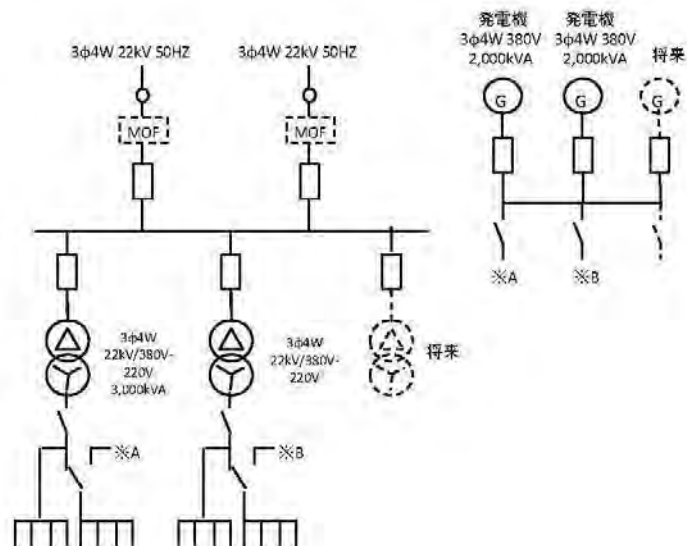 3φ4W 22kV 50HZ
MOF
3φ4W 22kV 50HZ
MOF
発電機
3φ4W 380V
2,000kVA
G
発電機
3φ4W 380V
2,000kVA
G
将来
G
※A
※B
3φ4W
22kV/380V-
220V
3,000kVA
3φ4W
22kV/380V-
220V
将来
※A
※B